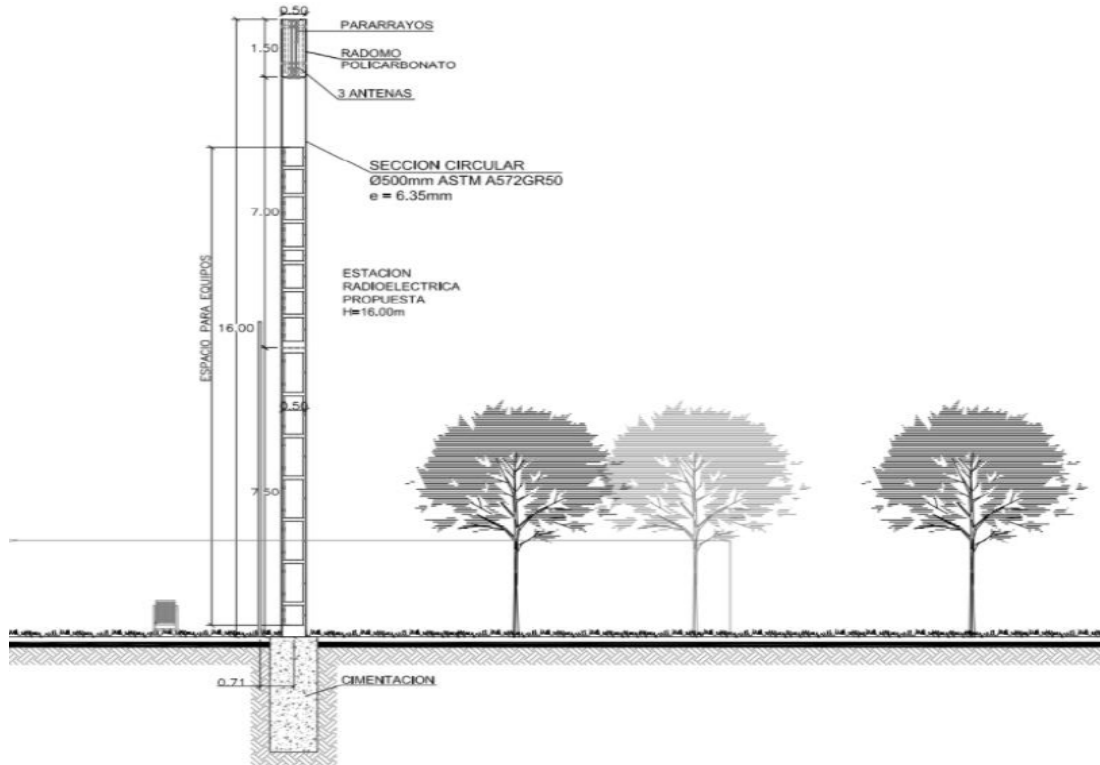 0.50
PARARRAYOS
1.50
RADOMO
POLICARBONATO
3 ANTENAS
SECCION CIRCULAR
Ø500mm ASTM A572GR50
e = 6.35mm
7.00
ESPACIO PARA EQUIPOS
ESTACION
RADIOELECTRICA
PROPUESTA
H=16.00m
16.00
0.50
7.50
0.71
CIMENTACION